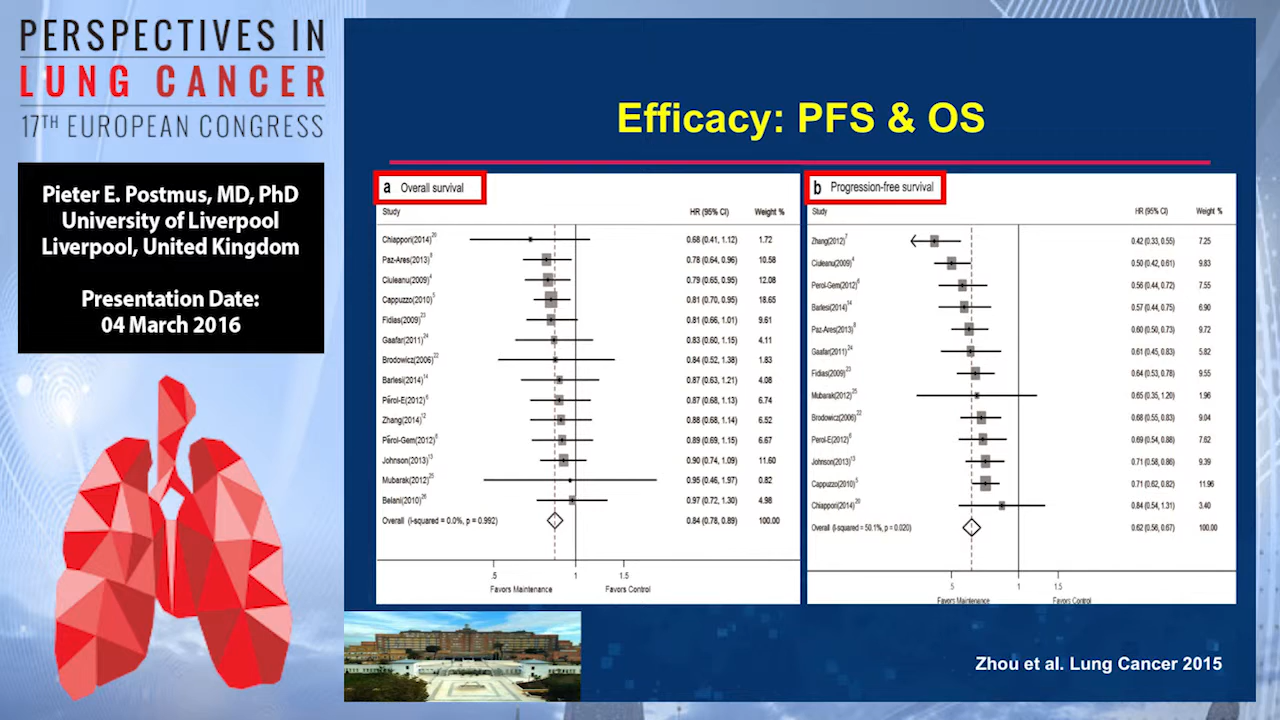 PERSPECTIVES IN
LUNG CANCER
17TH EUROPEAN CONGRESS
Pieter E. Postmus, MD, PhD
University of Liverpool
Liverpool, United Kingdom
Presentation Date:
04 March 2016
Efficacy: PFS & OS
a Overall survival
Study HR (95% CI) Weight %
Chiappori(2014)20 0.68 (0.41, 1.12) 1.72
Paz-Ares(2013)8 0.78 (0.64, 0.96) 10.58
Ciuleanu(2009)4 0.79 (0.65, 0.95) 12.08
Cappuzzo(2010)5 0.81 (0.70, 0.95) 18.65
Fidias(2009)23 0.81 (0.66, 1.01) 9.61
Gaafar(2011)24 0.83 (0.60, 1.15) 4.11
Brodowicz(2006)22 0.84 (0.52, 1.38) 1.83
Barlesi(2014)14 0.87 (0.63, 1.21) 4.08
Pérol-E(2012)6 0.87 (0.68, 1.13) 6.74
Zhang(2014)12 0.88 (0.68, 1.14) 6.52
Pérol-Gem(2012)6 0.89 (0.69, 1.15) 6.67
Johnson(2013)13 0.90 (0.74, 1.09) 11.60
Mubarak(2012)25 0.95 (0.46, 1.97) 0.82
Belani(2010)26 0.97 (0.72, 1.30) 4.98
Overall (I-squared = 0.0%, p = 0.992) 0.84 (0.78, 0.89) 100.00
.5 1 1.5
Favors Maintenance Favors Control
b Progression-free survival
Study HR (95% CI) Weight %
Zhang(2012)7 0.42 (0.33, 0.55) 7.25
Ciuleanu(2009)4 0.50 (0.42, 0.61) 9.83
Perol-Gem(2012)6 0.56 (0.44, 0.72) 7.55
Barlesi(2014)14 0.57 (0.44, 0.75) 6.90
Paz-Ares(2013)8 0.60 (0.50, 0.73) 9.72
Gaafar(2011)24 0.61 (0.45, 0.83) 5.82
Fidias(2009)23 0.64 (0.53, 0.78) 9.55
Mubarak(2012)25 0.65 (0.35, 1.20) 1.96
Brodowicz(2006)22 0.68 (0.55, 0.83) 9.04
Perol-E(2012)6 0.69 (0.54, 0.88) 7.62
Johnson(2013)13 0.71 (0.58, 0.86) 9.39
Cappuzzo(2010)5 0.71 (0.62, 0.82) 11.96
Chiappori(2014)20 0.84 (0.54, 1.31) 3.40
Overall (I-squared = 50.1%, p = 0.020) 0.62 (0.56, 0.67) 100.00
.5 1 1.5
Favors Maintenance Favors Control
Zhou et al. Lung Cancer 2015